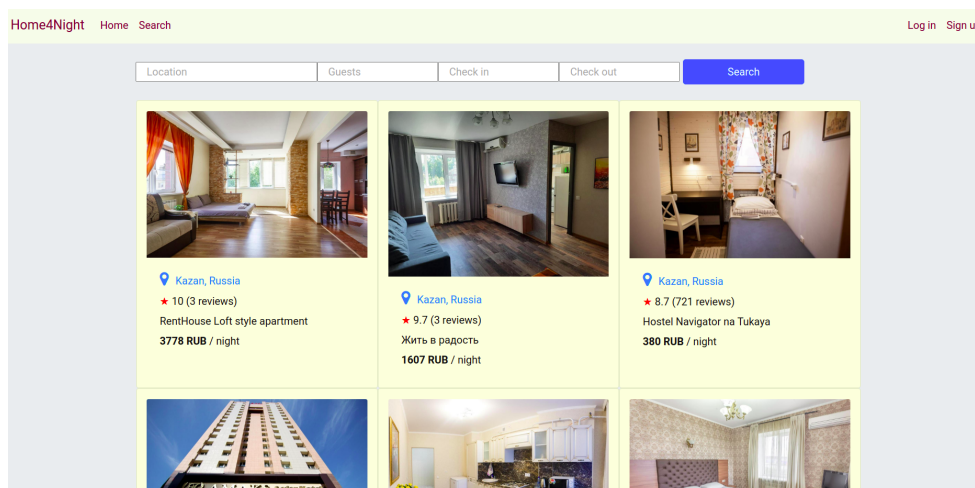 Home4Night Home Search Log in Sign u
Location Guests Check in Check out Search
Kazan, Russia
★ 10 (3 reviews)
RentHouse Loft style apartment
3778 RUB / night
Kazan, Russia
★ 9.7 (3 reviews)
Жить в радость
1607 RUB / night
Kazan, Russia
★ 8.7 (721 reviews)
Hostel Navigator na Tukaya
380 RUB / night